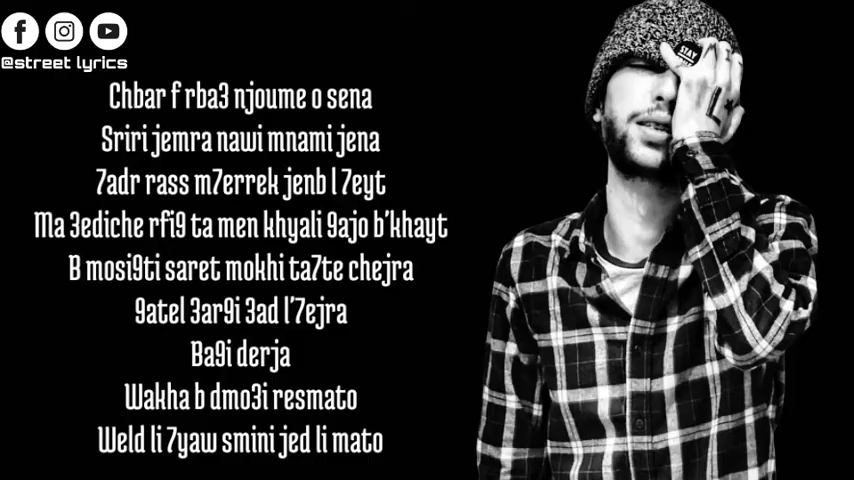 @street lyrics
Chbar f rba3 njoume o sena
Sriri jemra nawi mnami jena
7adr rass m7errek jenb l 7eyt
Ma 3ediche rfi9 ta men khyali 9ajo b'khayt
B mosi9ti saret mokhi ta7te chejra
9atel 3ar9i 3ad l'7ejra
Ba9i derja
Wakha b dmo3i resmato
Weld li 7yaw smini jed li mato
STAY